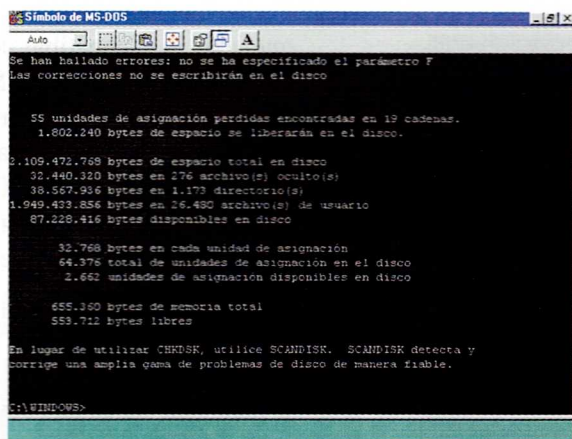 Símbolo de MS-DOS
Auto
A
Se han hallado errores: no se ha especificado el parámetro F
Las correcciones no se escribirán en el disco
55 unidades de asignación perdidas encontradas en 19 cadenas.
1.802.240 bytes de espacio se liberarán en el disco.
2.109.472.768 bytes de espacio total en disco
32.440.320 bytes en 276 archivo(s) oculto(s)
38.567.936 bytes en 1.173 directorio(s)
1.949.433.856 bytes en 26.480 archivo(s) de usuario
87.228.416 bytes disponibles en disco
32.768 bytes en cada unidad de asignación
64.376 total de unidades de asignación en el disco
2.662 unidades de asignación disponibles en disco
655.360 bytes de memoria total
553.712 bytes libres
En lugar de utilizar CHKDSK, utilice SCANDISK. SCANDISK detecta y
corrige una amplia gama de problemas de disco de manera fiable.
C:\WINDOWS>